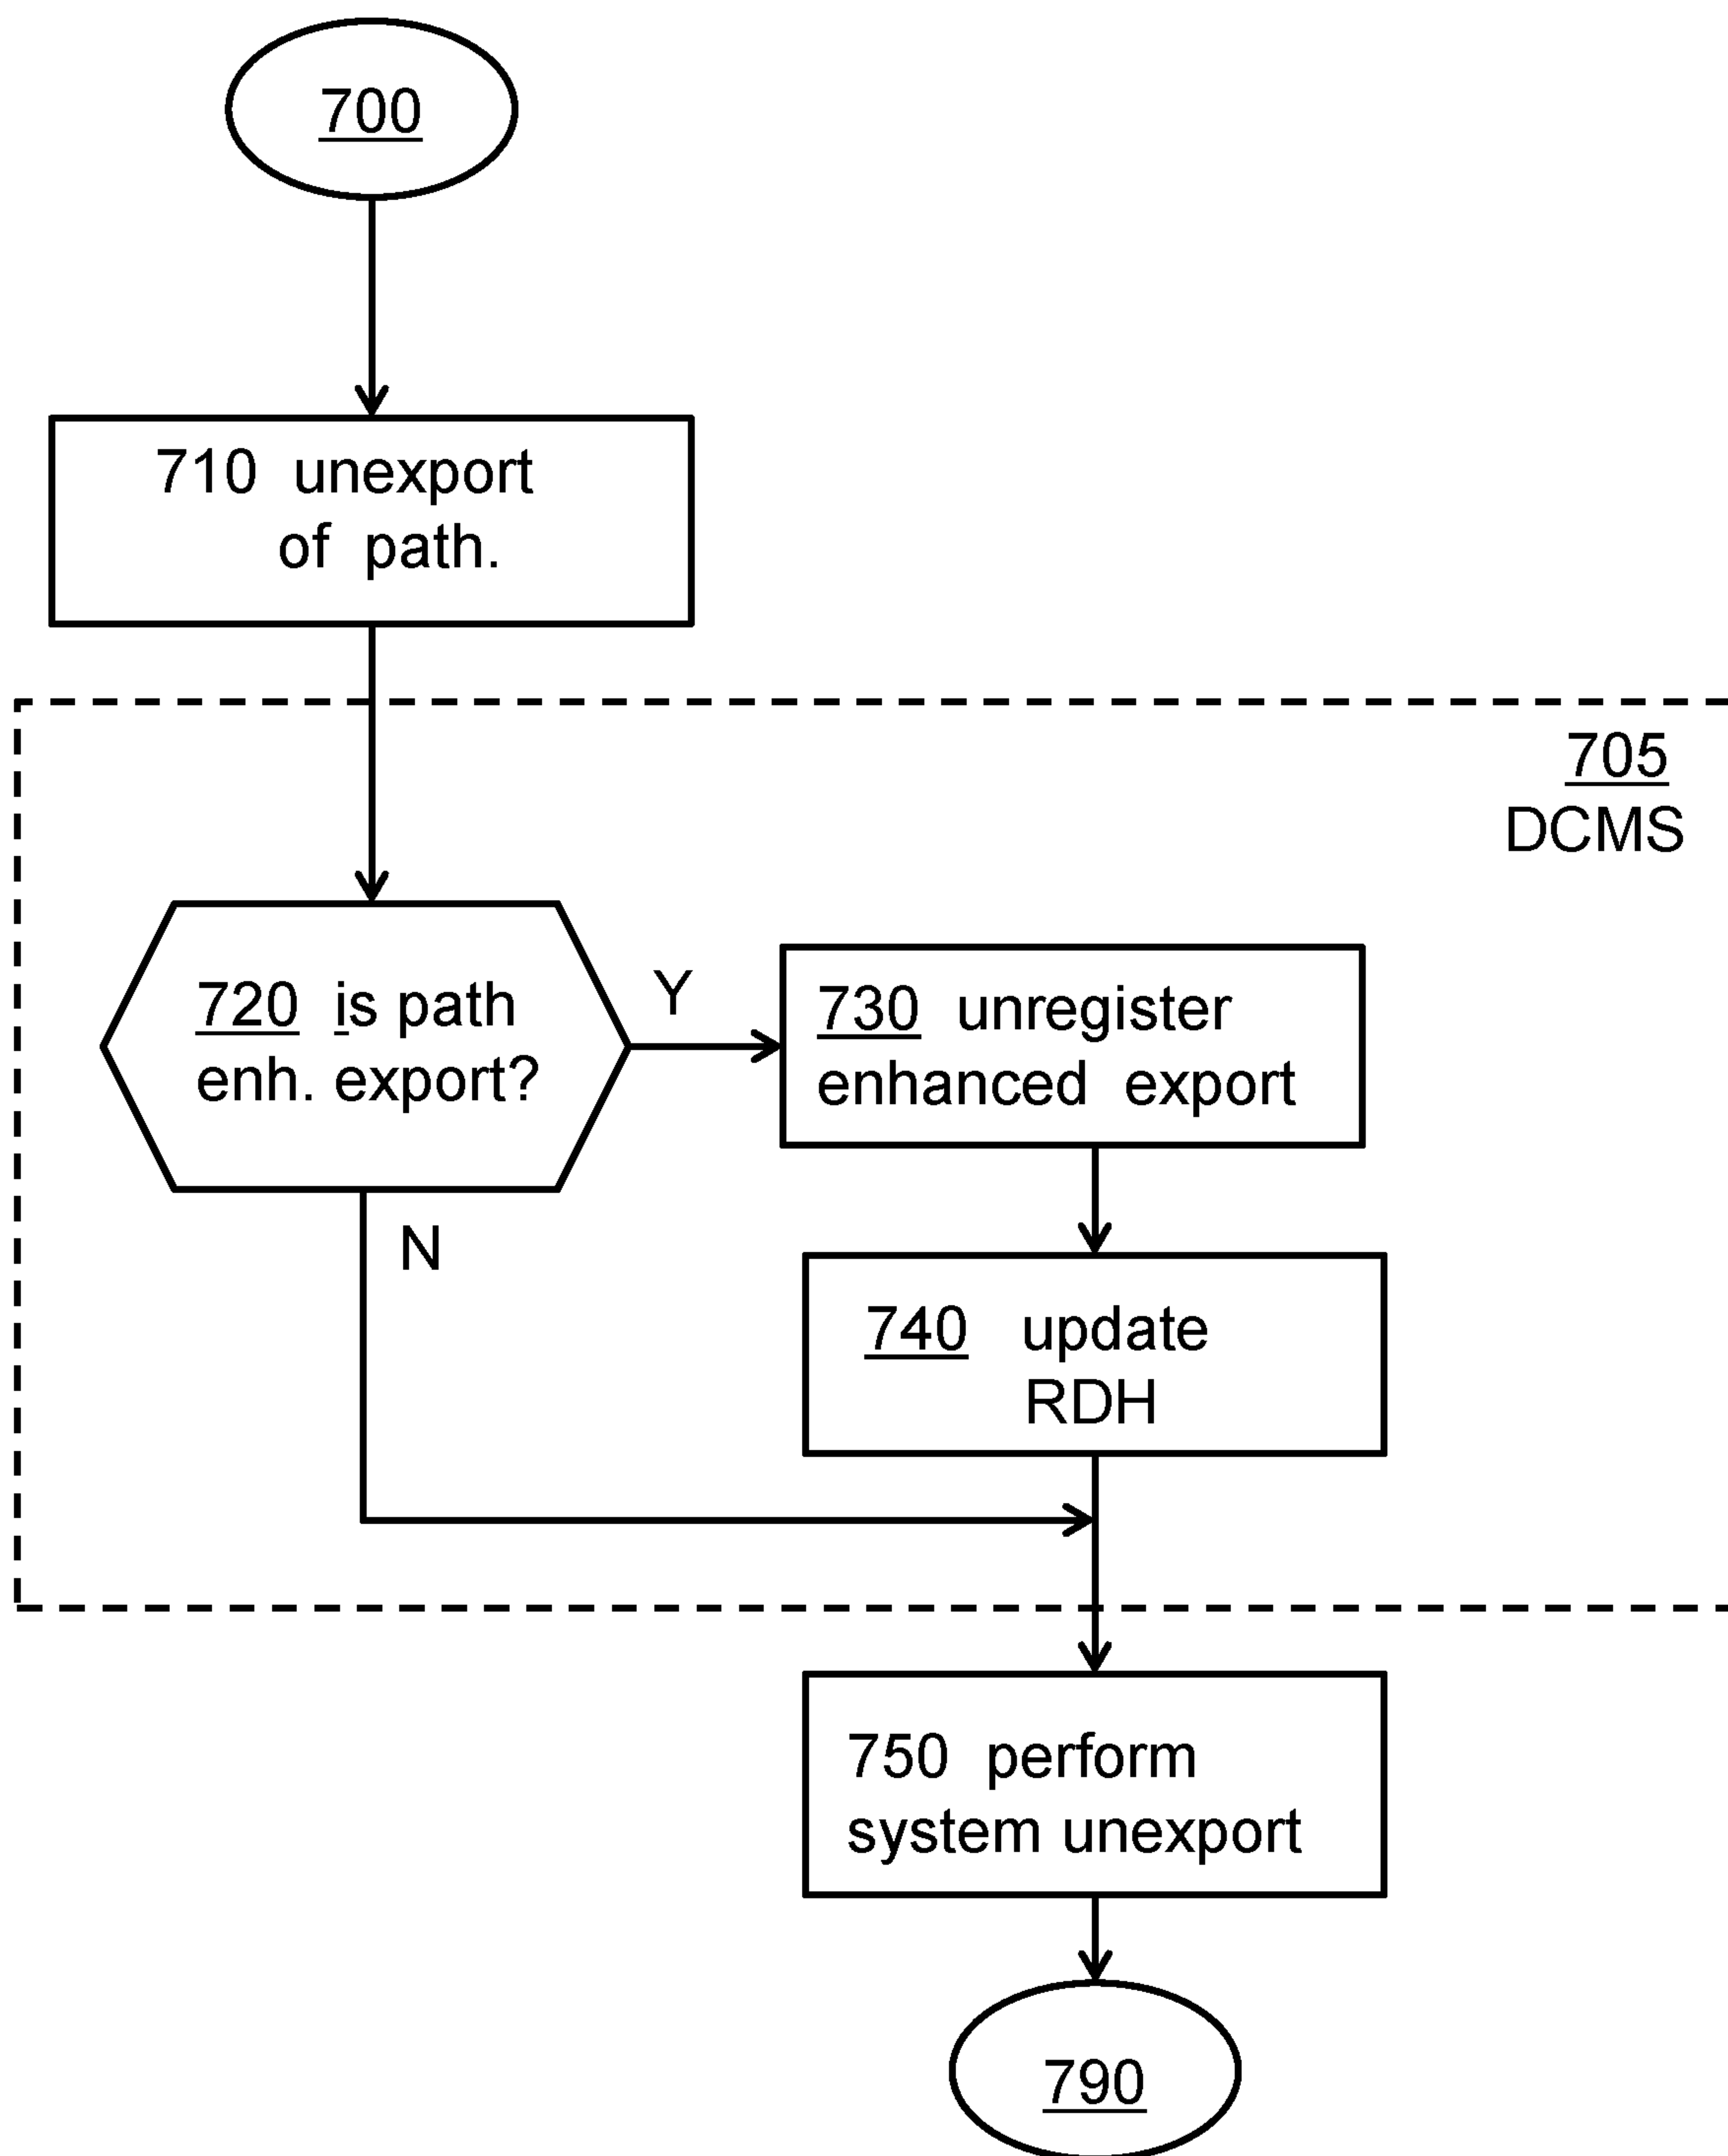 700
710 unexport
of path.
705
DCMS
720 is path
enh. export?
Y
730 unregister
enhanced export
N
740 update
RDH
750 perform
system unexport
790